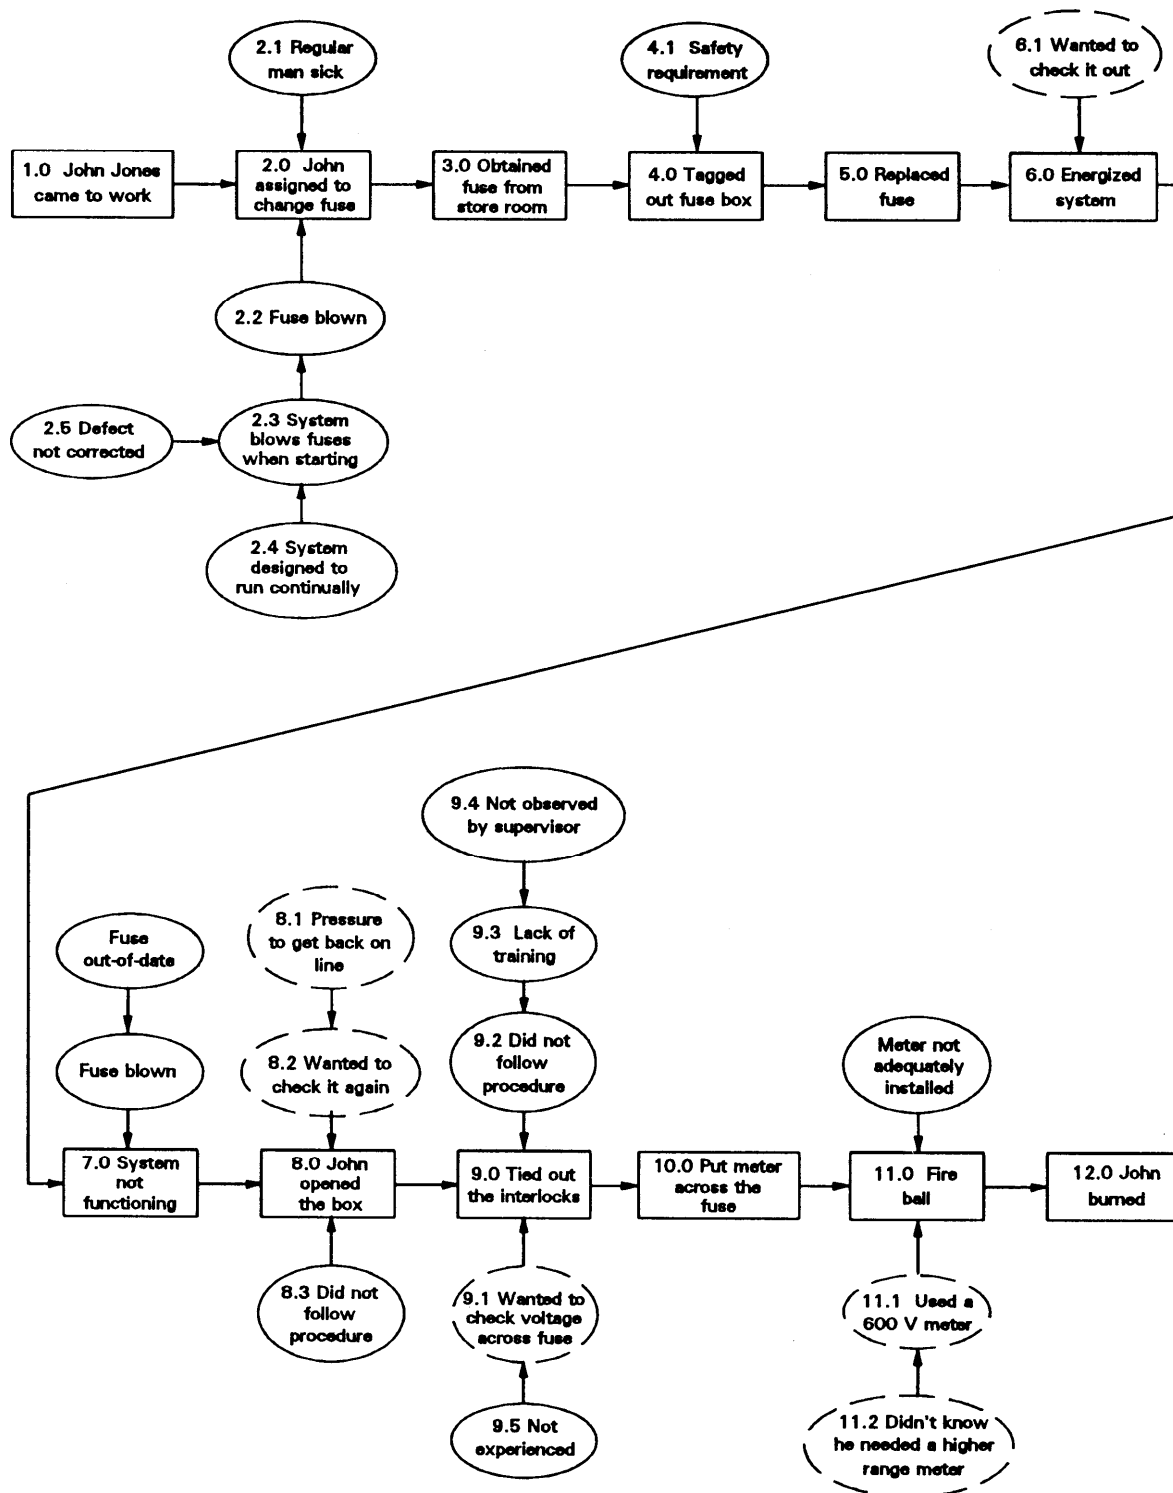 2.1 Regular
man sick
4.1 Safety
requirement
6.1 Wanted to
check it out
1.0 John Jones
came to work
2.0 John
assigned to
change fuse
3.0 Obtained
fuse from
store room
4.0 Tagged
out fuse box
5.0 Replaced
fuse
6.0 Energized
system
2.2 Fuse blown
2.5 Defect
not corrected
2.3 System
blows fuses
when starting
2.4 System
designed to
run continually
9.4 Not observed
by supervisor
Fuse
out-of-date
8.1 Pressure
to get back on
line
9.3 Lack of
training
Fuse blown
8.2 Wanted to
check it again
9.2 Did not
follow
procedure
Meter not
adequately
installed
7.0 System
not
functioning
8.0 John
opened
the box
9.0 Tied out
the interlocks
10.0 Put meter
across the
fuse
11.0 Fire
ball
12.0 John
burned
8.3 Did not
follow
procedure
9.1 Wanted to
check voltage
across fuse
11.1 Used a
600 V meter
9.5 Not
experienced
11.2 Didn't know
he needed a higher
range meter